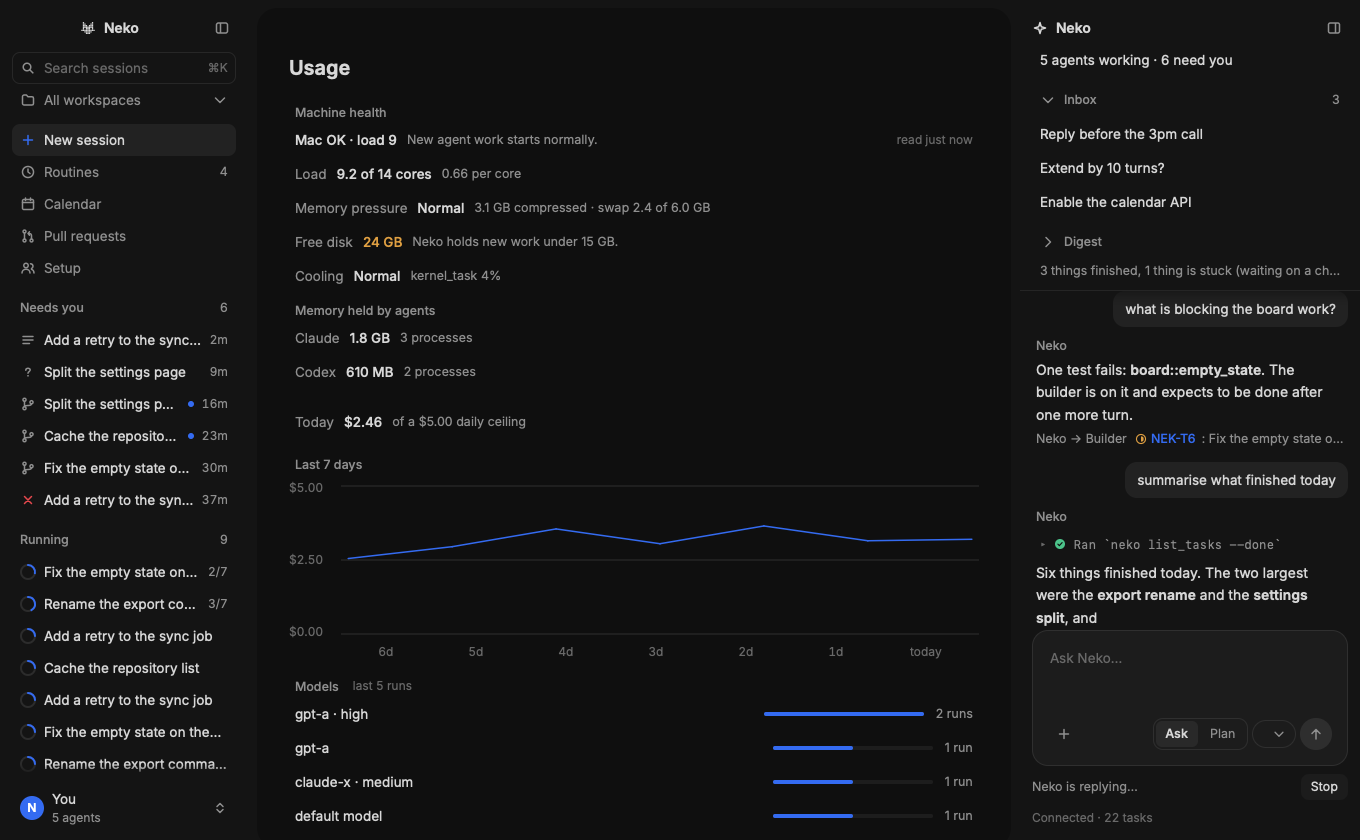 Neko
Search sessions ⌘K
All workspaces
New session
Routines 4
Calendar
Pull requests
Setup
Needs you 6
Add a retry to the sync... 2m
Split the settings page 9m
Split the settings p... 16m
Cache the reposito... 23m
Fix the empty state o... 30m
Add a retry to the syn... 37m
Running 9
Fix the empty state on... 2/7
Rename the export co... 3/7
Add a retry to the sync job
Cache the repository list
Add a retry to the sync job
Fix the empty state on the...
Rename the export comma...
N
You
5 agents
Usage
Machine health
Mac OK · load 9 New agent work starts normally. read just now
Load 9.2 of 14 cores 0.66 per core
Memory pressure Normal 3.1 GB compressed · swap 2.4 of 6.0 GB
Free disk 24 GB Neko holds new work under 15 GB.
Cooling Normal kernel_task 4%
Memory held by agents
Claude 1.8 GB 3 processes
Codex 610 MB 2 processes
Today $2.46 of a $5.00 daily ceiling
Last 7 days
$5.00
$2.50
$0.00
6d 5d 4d 3d 2d 1d today
Models last 5 runs
gpt-a · high 2 runs
gpt-a 1 run
claude-x · medium 1 run
default model 1 run
Neko
5 agents working · 6 need you
Inbox 3
Reply before the 3pm call
Extend by 10 turns?
Enable the calendar API
Digest
3 things finished, 1 thing is stuck (waiting on a ch...
what is blocking the board work?
Neko
One test fails: board::empty_state. The
builder is on it and expects to be done after
one more turn.
Neko → Builder NEK-T6 : Fix the empty state o...
summarise what finished today
Neko
Ran `neko list_tasks --done`
Six things finished today. The two largest
were the export rename and the settings
split, and
Ask Neko...
Ask Plan
Neko is replying... Stop
Connected · 22 tasks